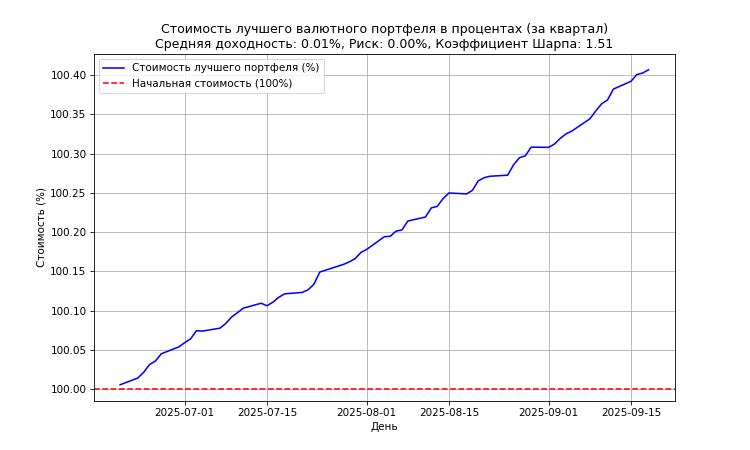 Стоимость лучшего валютного портфеля в процентах (за квартал)
Средняя доходность: 0.01%, Риск: 0.00%, Коэффициент Шарпа: 1.51
Стоимость лучшего портфеля (%)
Начальная стоимость (100%)
Стоимость (%)
100.40
100.35
100.30
100.25
100.20
100.15
100.10
100.05
100.00
2025-07-01
2025-07-15
2025-08-01
2025-08-15
2025-09-01
2025-09-15
День